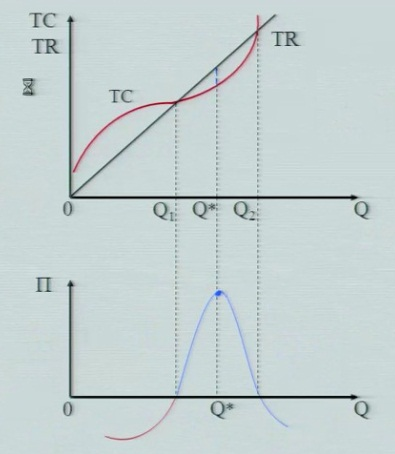 TC
TR
TR
TC
0 Q₁ Q* Q₂ Q
Π
0 Q* Q